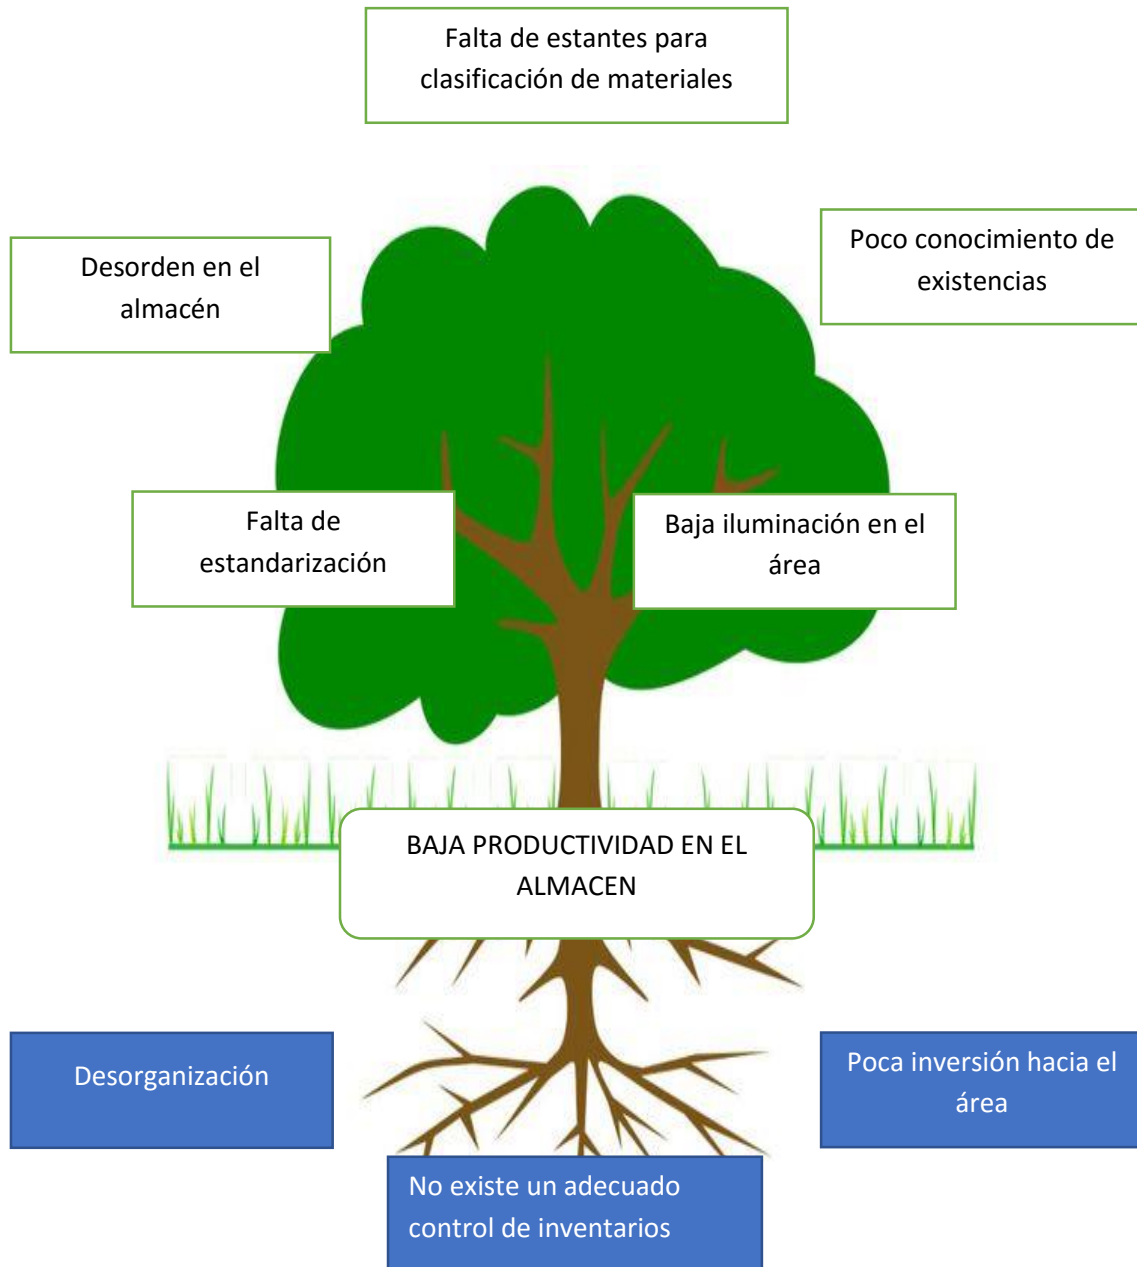 Falta de estantes para
clasificación de materiales
Desorden en el
almacén
Poco conocimiento de
existencias
Falta de
estandarización
Baja iluminación en el
área
BAJA PRODUCTIVIDAD EN EL
ALMACEN
Desorganización
Poca inversión hacia el
área
No existe un adecuado
control de inventarios